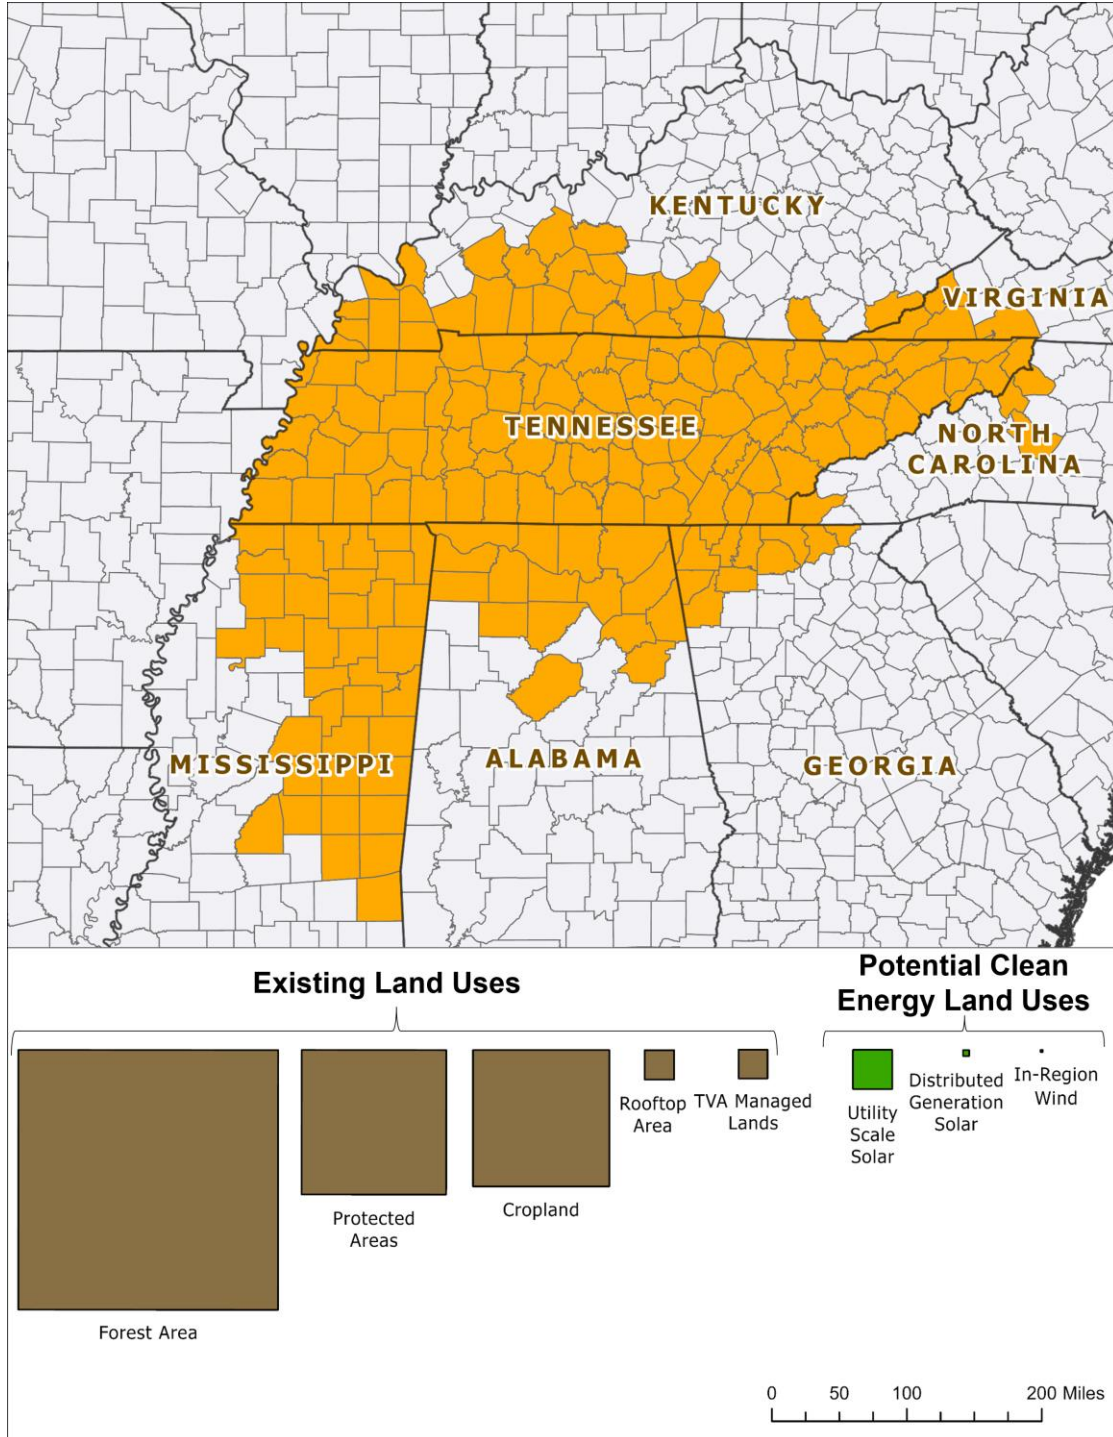 KENTUCKY
VIRGINIA
TENNESSEE
NORTH
CAROLINA
MISSISSIPPI
ALABAMA
GEORGIA
Existing Land Uses
Potential Clean
Energy Land Uses
Forest Area
Protected
Areas
Cropland
Rooftop
Area
TVA Managed
Lands
Utility
Scale
Solar
Distributed
Generation
Solar
In-Region
Wind
0 50 100 200 Miles